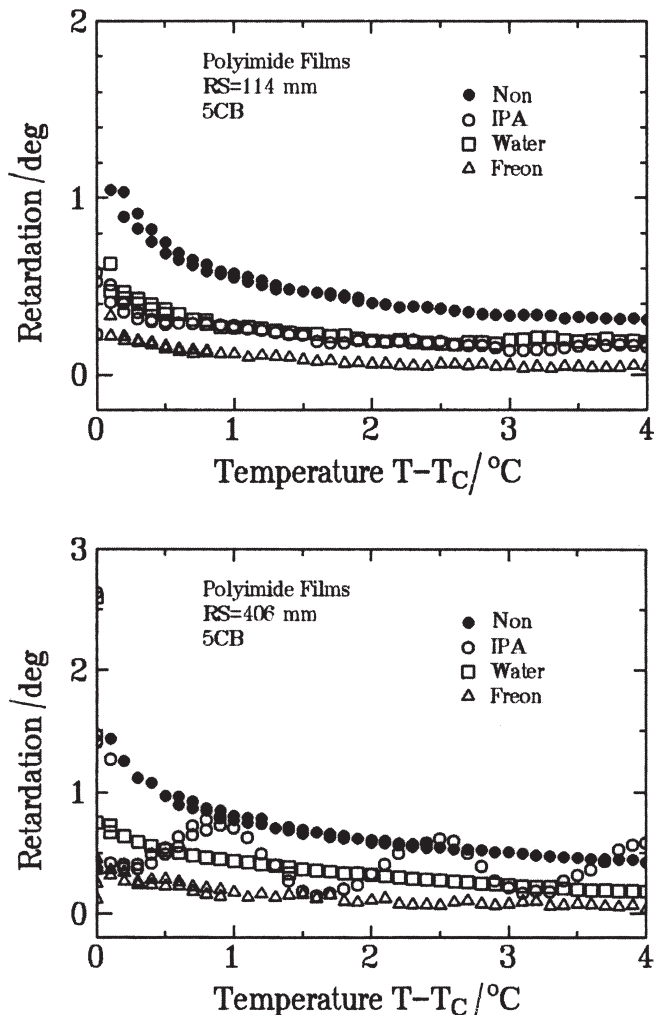 2
1
0
Retardation/deg
Polyimide Films
RS=114 mm
5CB
Non
IPA
Water
Freon
0 1 2 3 4
Temperature T-T_C/°C
3
2
1
0
Retardation/deg
Polyimide Films
RS=406 mm
5CB
Non
IPA
Water
Freon
0 1 2 3 4
Temperature T-T_C/°C